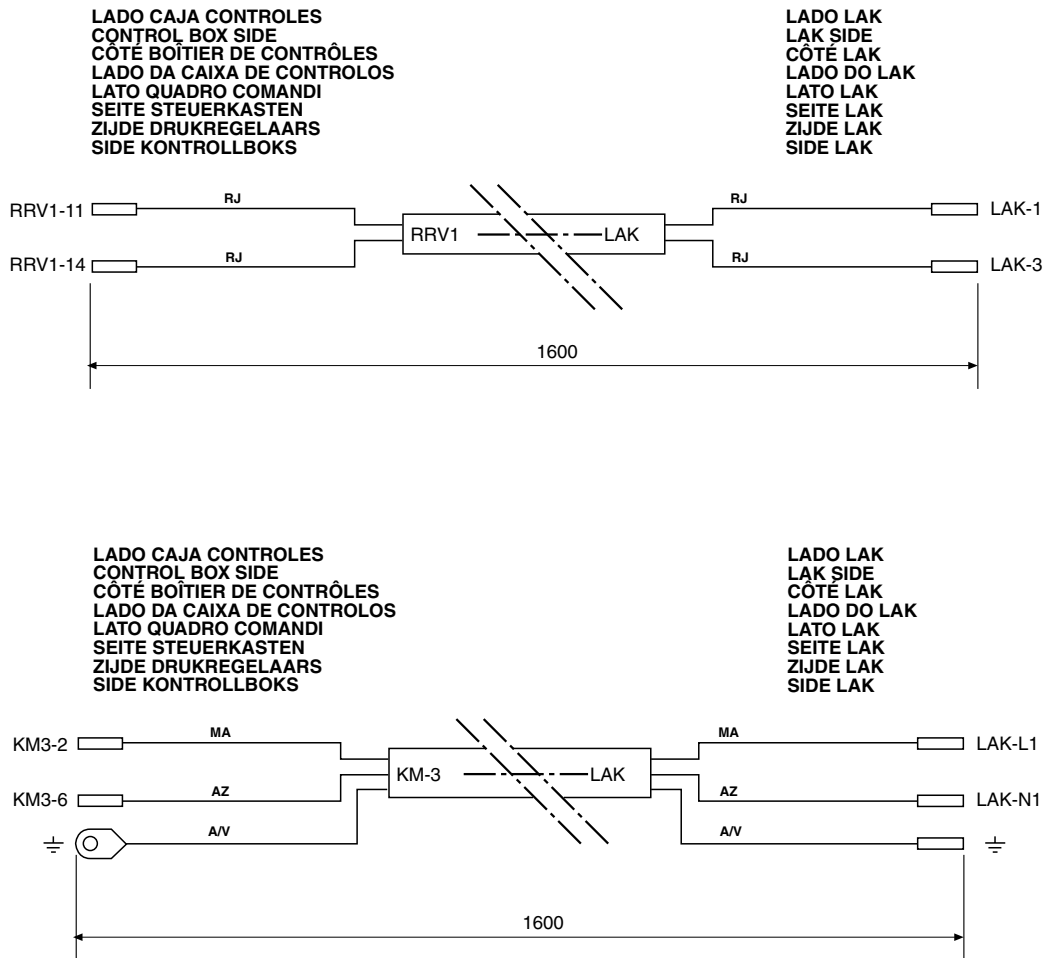 LADO CAJA CONTROLES
CONTROL BOX SIDE
CÔTÉ BOÎTIER DE CONTRÔLES
LADO DA CAIXA DE CONTROLOS
LATO QUADRO COMANDI
SEITE STEUERKASTEN
ZIJDE DRUKREGELAARS
SIDE KONTROLLBOKS
LADO LAK
LAK SIDE
CÔTÉ LAK
LADO DO LAK
LATO LAK
SEITE LAK
ZIJDE LAK
SIDE LAK
RRV1-11 RJ RJ LAK-1
RRV1 LAK
RRV1-14 RJ RJ LAK-3
1600
LADO CAJA CONTROLES
CONTROL BOX SIDE
CÔTÉ BOÎTIER DE CONTRÔLES
LADO DA CAIXA DE CONTROLOS
LATO QUADRO COMANDI
SEITE STEUERKASTEN
ZIJDE DRUKREGELAARS
SIDE KONTROLLBOKS
LADO LAK
LAK SIDE
CÔTÉ LAK
LADO DO LAK
LATO LAK
SEITE LAK
ZIJDE LAK
SIDE LAK
KM3-2 MA MA LAK-L1
KM-3 LAK
KM3-6 AZ AZ LAK-N1
A/V A/V
1600